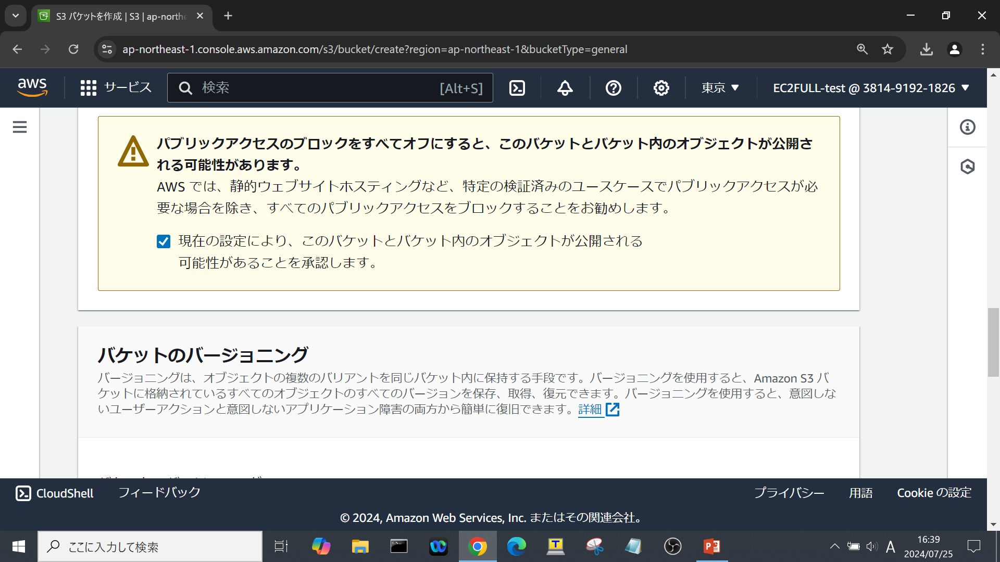 S3 バケットを作成 | S3 | ap-northe
ap-northeast-1.console.aws.amazon.com/s3/bucket/create?region=ap-northeast-1&bucketType=general
aws
サービス
検索
[Alt+S]
東京
EC2FULL-test @ 3814-9192-1826
パブリックアクセスのブロックをすべてオフにすると、このバケットとバケット内のオブジェクトが公開さ
れる可能性があります。
AWS では、静的ウェブサイトホスティングなど、特定の検証済みのユースケースでパブリックアクセスが必
要な場合を除き、すべてのパブリックアクセスをブロックすることをお勧めします。
現在の設定により、このバケットとバケット内のオブジェクトが公開される
可能性があることを承認します。
バケットのバージョニング
バージョニングは、オブジェクトの複数のバリアントを同じバケット内に保持する手段です。バージョニングを使用すると、Amazon S3 バ
ケットに格納されているすべてのオブジェクトのすべてのバージョンを保存、取得、復元できます。バージョニングを使用すると、意図しな
いユーザーアクションと意図しないアプリケーション障害の両方から簡単に復旧できます。詳細
CloudShell
フィードバック
プライバシー
用語
Cookie の設定
© 2024, Amazon Web Services, Inc. またはその関連会社。
ここに入力して検索
A
16:39
2024/07/25